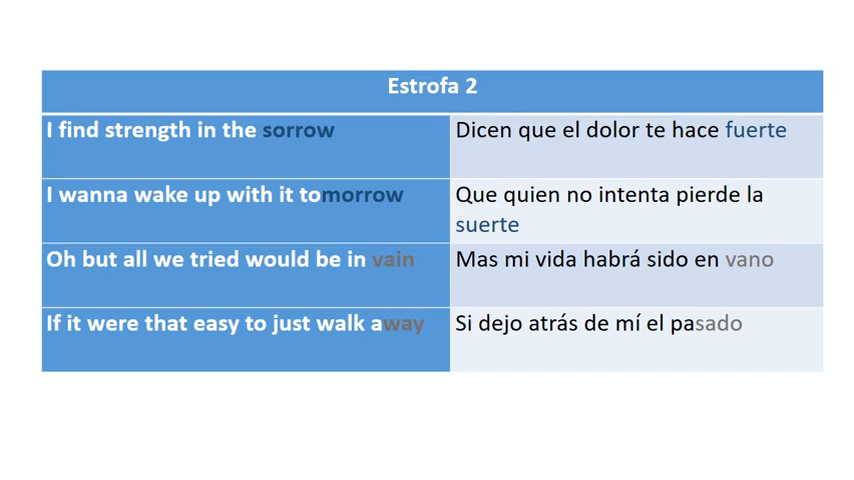 Estrofa 2
I find strength in the sorrow
Dicen que el dolor te hace fuerte
I wanna wake up with it tomorrow
Que quien no intenta pierde la
suerte
Oh but all we tried would be in vain
Mas mi vida habrá sido en vano
If it were that easy to just walk away
Si dejo atrás de mí el pasado